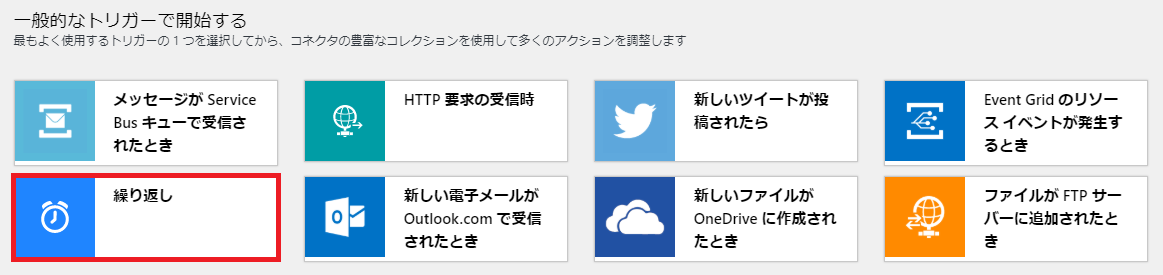 一般的なトリガーで開始する
最もよく使用するトリガーの 1 つを選択してから、コネクタの豊富なコレクションを使用して多くのアクションを調整します
メッセージが Service
Bus キューで受信さ
れたとき
HTTP 要求の受信時
新しいツイートが投
稿されたら
Event Grid のリソー
ス イベントが発生す
るとき
繰り返し
新しい電子メールが
Outlook.com で受信
されたとき
新しいファイルが
OneDrive に作成され
たとき
ファイルが FTP サー
バーに追加されたと
き